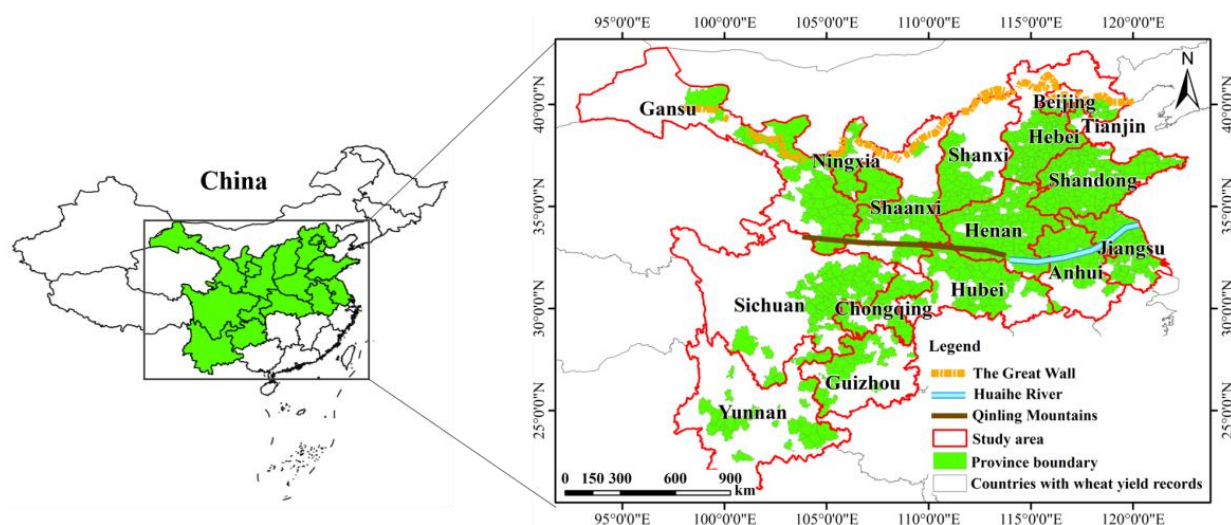 China
95°0'0"E 100°0'0"E 105°0'0"E 110°0'0"E 115°0'0"E 120°0'0"E
N
40°0'0"N
40°0'0"N
35°0'0"N
35°0'0"N
30°0'0"N
30°0'0"N
25°0'0"N
25°0'0"N
Gansu
Beijing
Tianjin
Hebei
Shanxi
Ningxia
Shandong
Shaanxi
Henan
Jiangsu
Anhui
Hubei
Sichuan
Chongqing
Guizhou
Yunnan
Legend
The Great Wall
Huaihe River
Qinling Mountains
Study area
Province boundary
Countries with wheat yield records
0 150 300 600 900
km
95°0'0"E 100°0'0"E 105°0'0"E 110°0'0"E 115°0'0"E 120°0'0"E